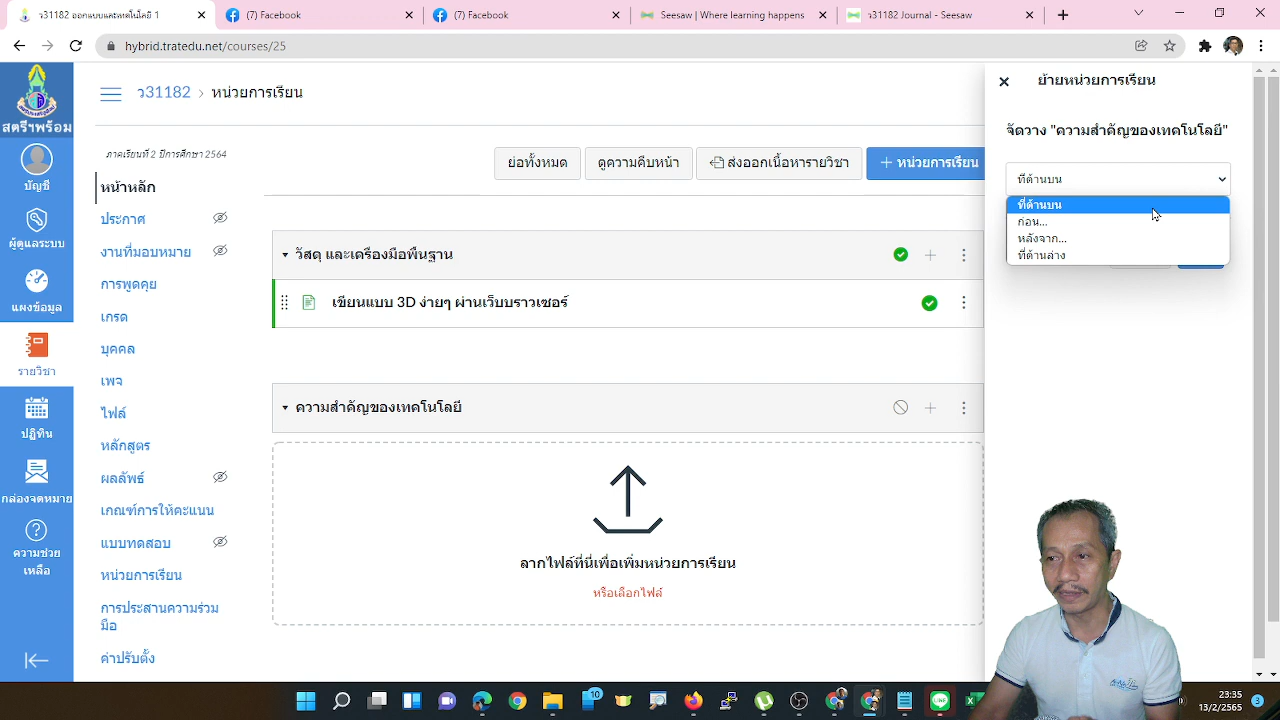 ว31182 ออกแบบเทคโนโลยี 1
(7) Facebook
(7) Facebook
Seesaw | Where learning happens
ว31182 Journal - Seesaw
hybrid.tratedu.net/courses/25
สตรีฯพร้อม
บัญชี
ผู้ดูแลระบบ
แผงข้อมูล
รายวิชา
ปฏิทิน
กล่องจดหมาย
ความช่วย
เหลือ
ว31182 › หน่วยการเรียน
ภาคเรียนที่ 2 ปีการศึกษา 2564
หน้าหลัก
ประกาศ
งานที่มอบหมาย
การพูดคุย
เกรด
บุคคล
เพจ
ไฟล์
หลักสูตร
ผลลัพธ์
เกณฑ์การให้คะแนน
แบบทดสอบ
หน่วยการเรียน
การประสานความร่วม
มือ
ค่าปรับตั้ง
ย่อทั้งหมด
ดูความคืบหน้า
ส่งออกเนื้อหารายวิชา
+ หน่วยการเรียน
วัสดุ และเครื่องมือพื้นฐาน
เขียนแบบ 3D ง่ายๆ ผ่านเว็บบราวเซอร์
ความสำคัญของเทคโนโลยี
ลากไฟล์ที่นี่เพื่อเพิ่มหน่วยการเรียน
หรือเลือกไฟล์
ย้ายหน่วยการเรียน
จัดวาง "ความสำคัญของเทคโนโลยี"
ที่ด้านบน
ที่ด้านบน
ก่อน...
หลังจาก...
ที่ด้านล่าง
10
LINE
23:35
13/2/2565
3